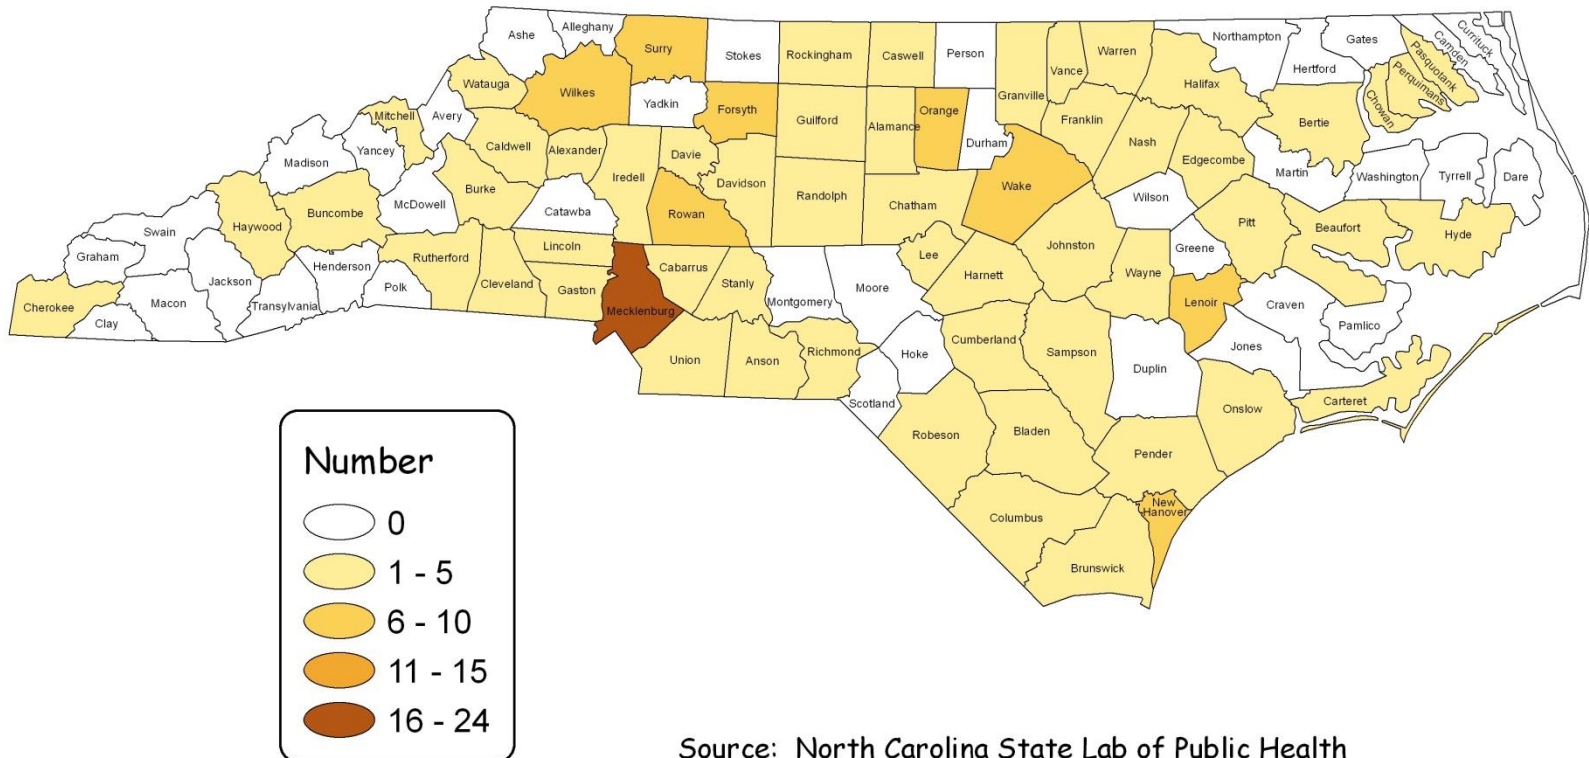 Ashe
Alleghany
Surry
Stokes
Rockingham
Caswell
Person
Granville
Vance
Warren
Northampton
Halifax
Hertford
Gates
Currituck
Camden
Pasquotank
Perquimans
Chowan
Bertie
Watauga
Wilkes
Yadkin
Forsyth
Guilford
Alamance
Orange
Durham
Franklin
Nash
Edgecombe
Martin
Washington
Tyrrell
Dare
Mitchell
Avery
Caldwell
Alexander
Iredell
Davie
Davidson
Randolph
Chatham
Wake
Wilson
Pitt
Beaufort
Hyde
Madison
Yancey
McDowell
Burke
Catawba
Rowan
Johnston
Greene
Swain
Haywood
Buncombe
Rutherford
Lincoln
Cabarrus
Stanly
Montgomery
Moore
Lee
Harnett
Wayne
Lenoir
Craven
Pamlico
Graham
Jackson
Henderson
Polk
Cleveland
Gaston
Mecklenburg
Cherokee
Clay
Macon
Transylvania
Union
Anson
Richmond
Hoke
Cumberland
Sampson
Duplin
Jones
Scotland
Robeson
Bladen
Onslow
Carteret
Pender
Columbus
New
Hanover
Brunswick
Number
0
1 - 5
6 - 10
11 - 15
16 - 24
Source: North Carolina State Lab of Public Health